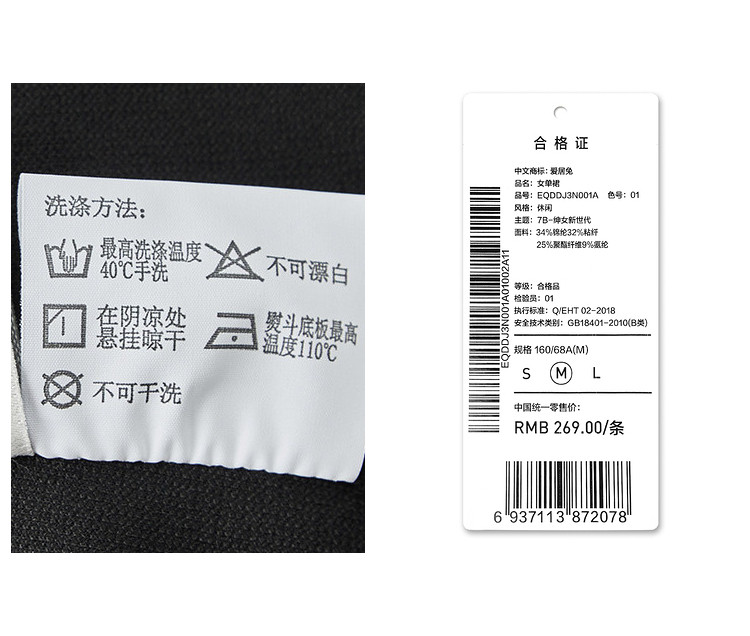 洗涤方法：
最高洗涤温度
40℃手洗
不可漂白
在阴凉处
悬挂晾干
熨斗底板最高
温度110℃
不可干洗
合格证
中文商标：爱居兔
品名：女单裙
品号：EQDDJ3N001A 色号：01
风格：休闲
主题：7B-绅女新世代
面料：34%锦纶32%粘纤
25%聚酯纤维9%氨纶
等级：合格品
检验员：01
执行标准：Q/EHT 02-2018
安全技术类别：GB18401-2010(B类)
EQDDJ3N001A01002A11
规格 160/68A(M)
S M L
中国统一零售价：
RMB 269.00/条
6 937113 872078